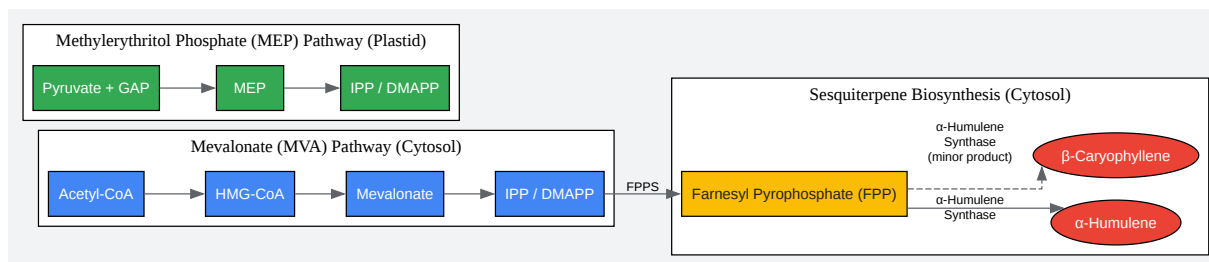 Methylerythritol Phosphate (MEP) Pathway (Plastid)
Pyruvate + GAP
MEP
IPP / DMAPP
Mevalonate (MVA) Pathway (Cytosol)
Acetyl-CoA
HMG-CoA
Mevalonate
IPP / DMAPP
FPPS
Sesquiterpene Biosynthesis (Cytosol)
Farnesyl Pyrophosphate (FPP)
α-Humulene
Synthase
(minor product)
β-Caryophyllene
α-Humulene
Synthase
α-Humulene